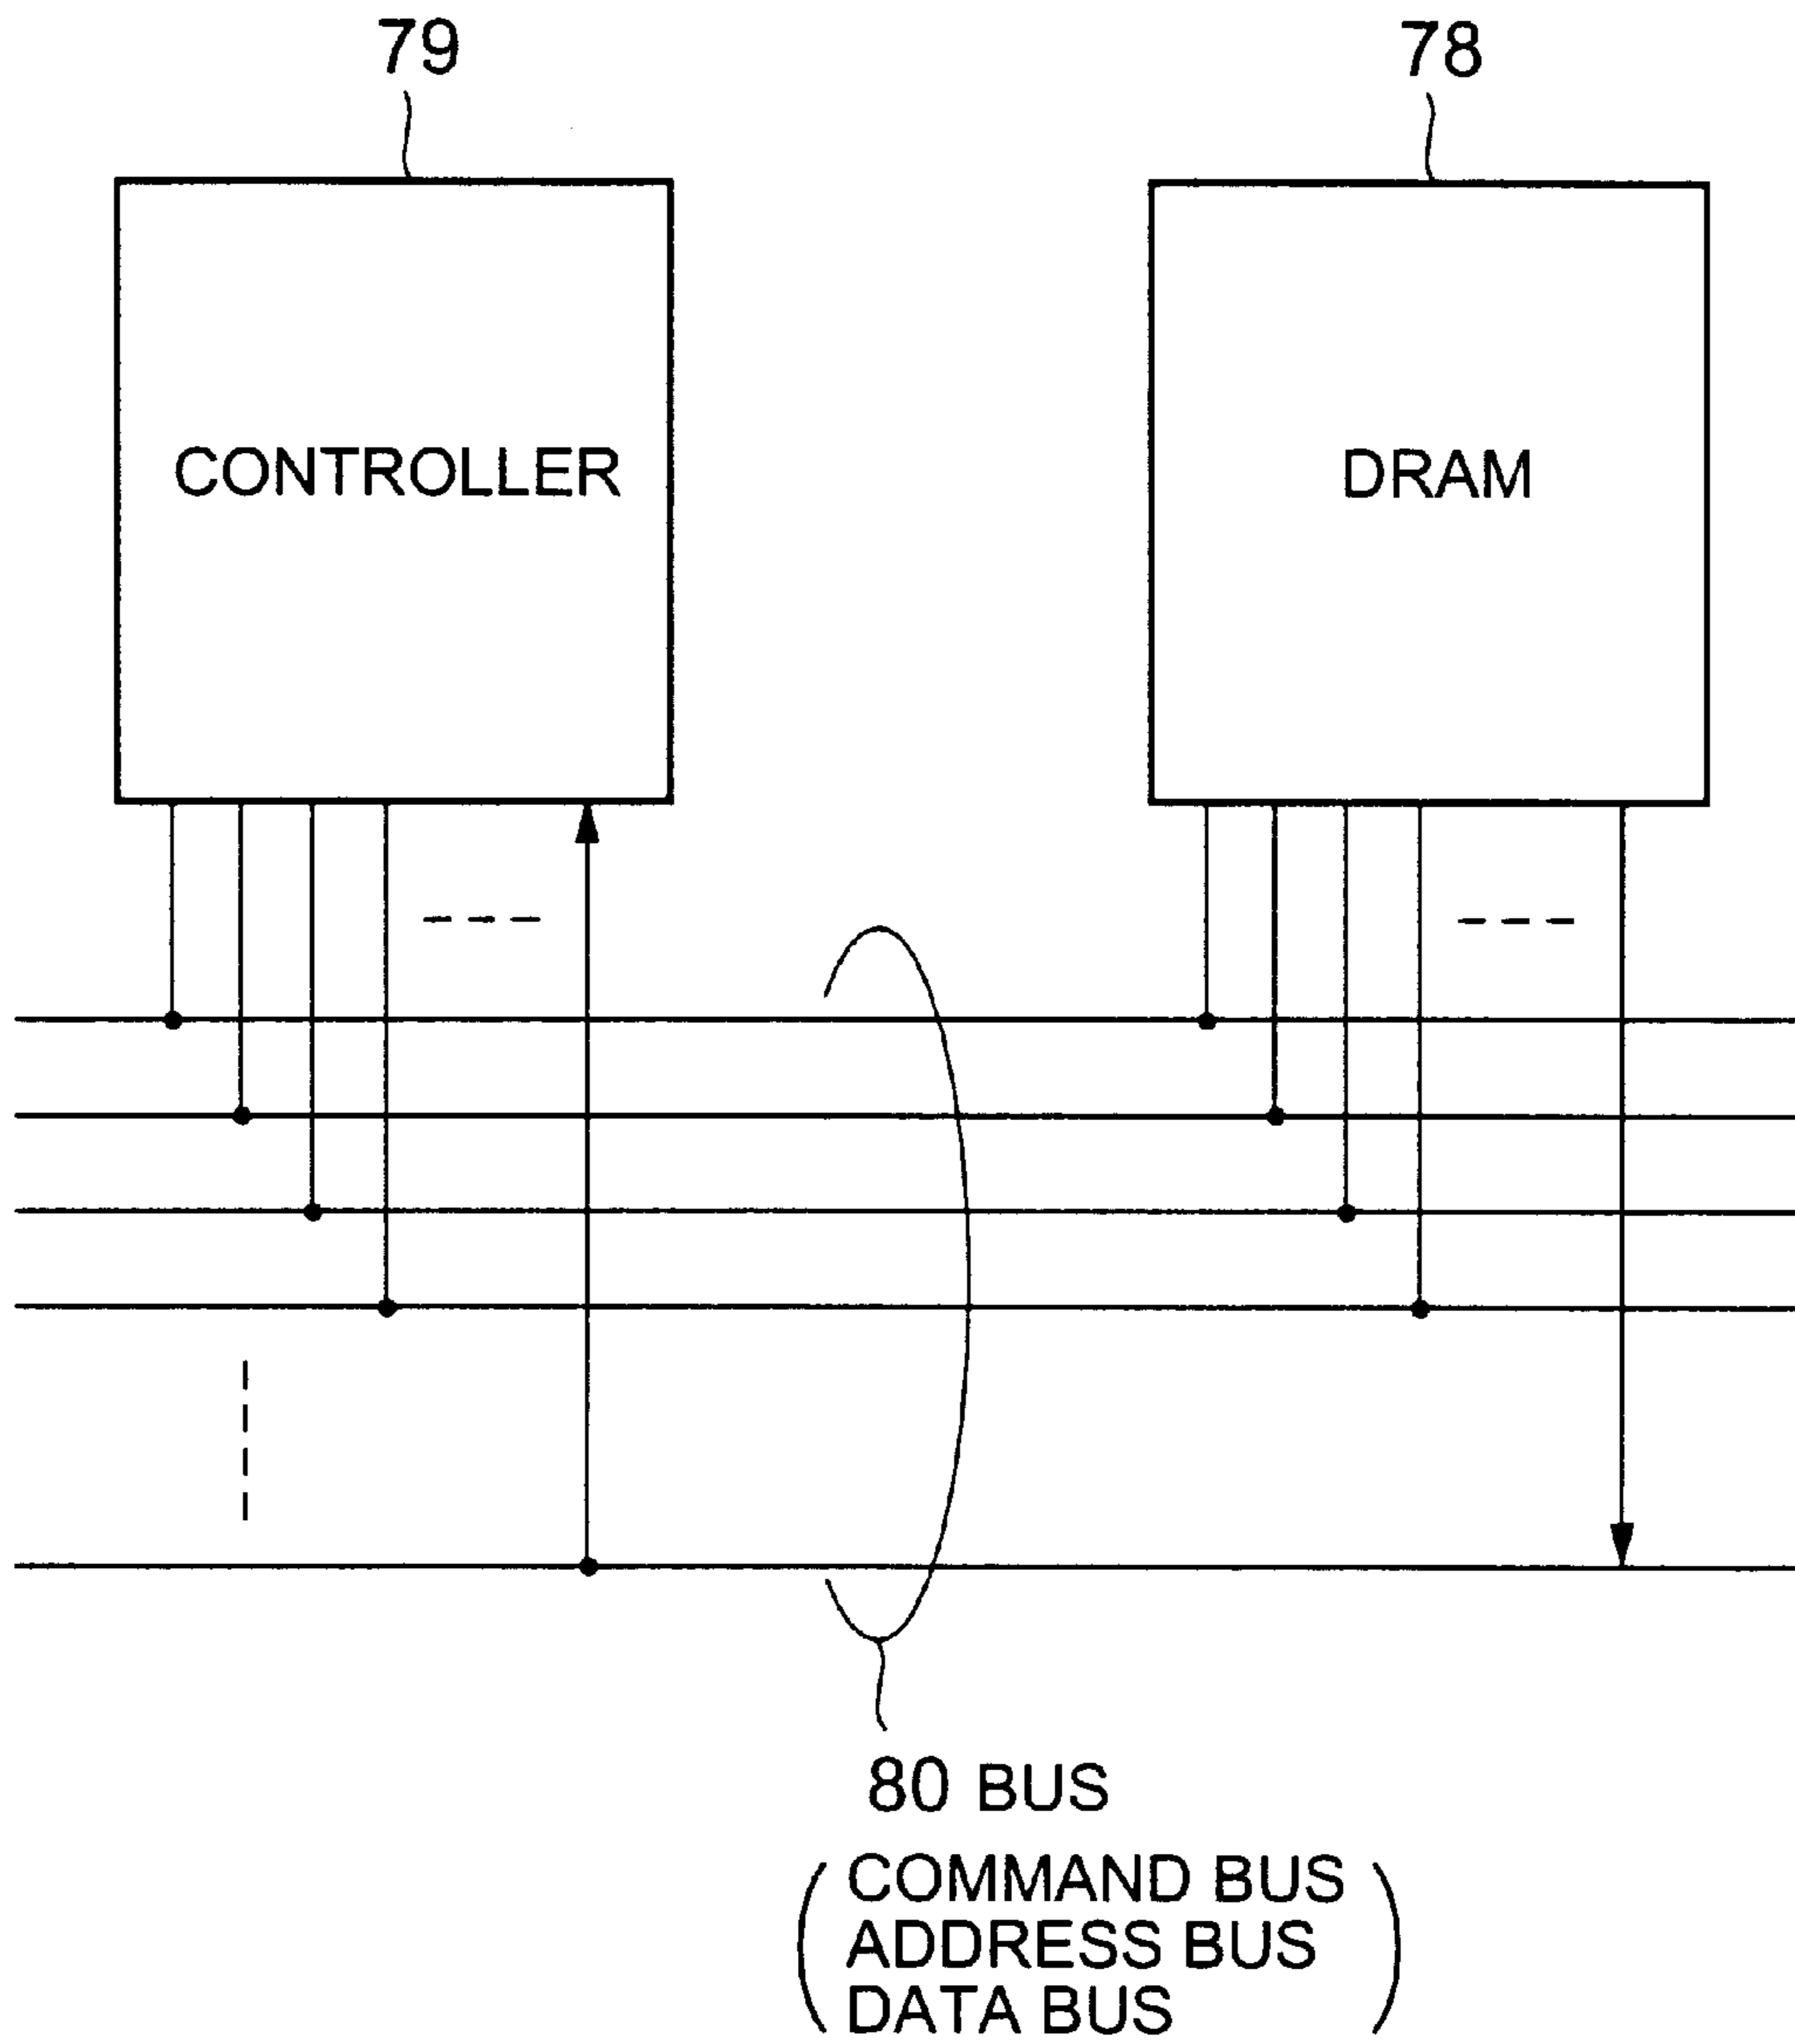 79
78
CONTROLLER
DRAM
80 BUS
COMMAND BUS
ADDRESS BUS
DATA BUS